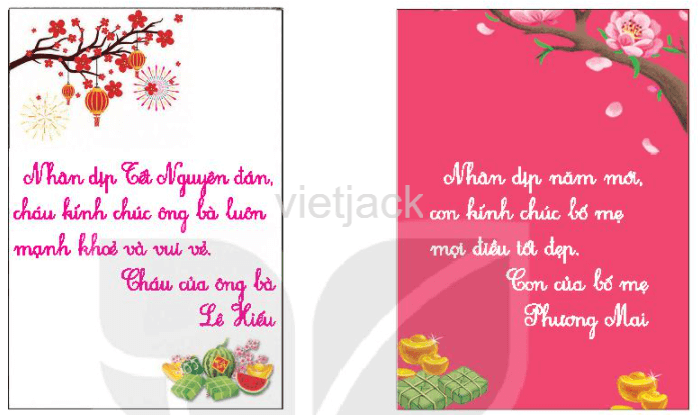 Nhân dịp Tết Nguyên đán,
cháu kính chúc ông bà luôn
mạnh khoẻ và vui vẻ.
Cháu của ông bà
Lê Hiếu
vietjack
Nhân dịp năm mới,
con kính chúc bố mẹ
mọi điều tốt đẹp.
Con của bố mẹ
Phương Mai